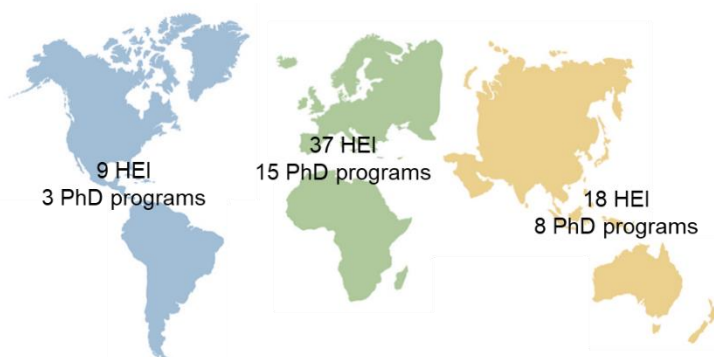 9 HEI
3 PhD programs
37 HEI
15 PhD programs
18 HEI
8 PhD programs